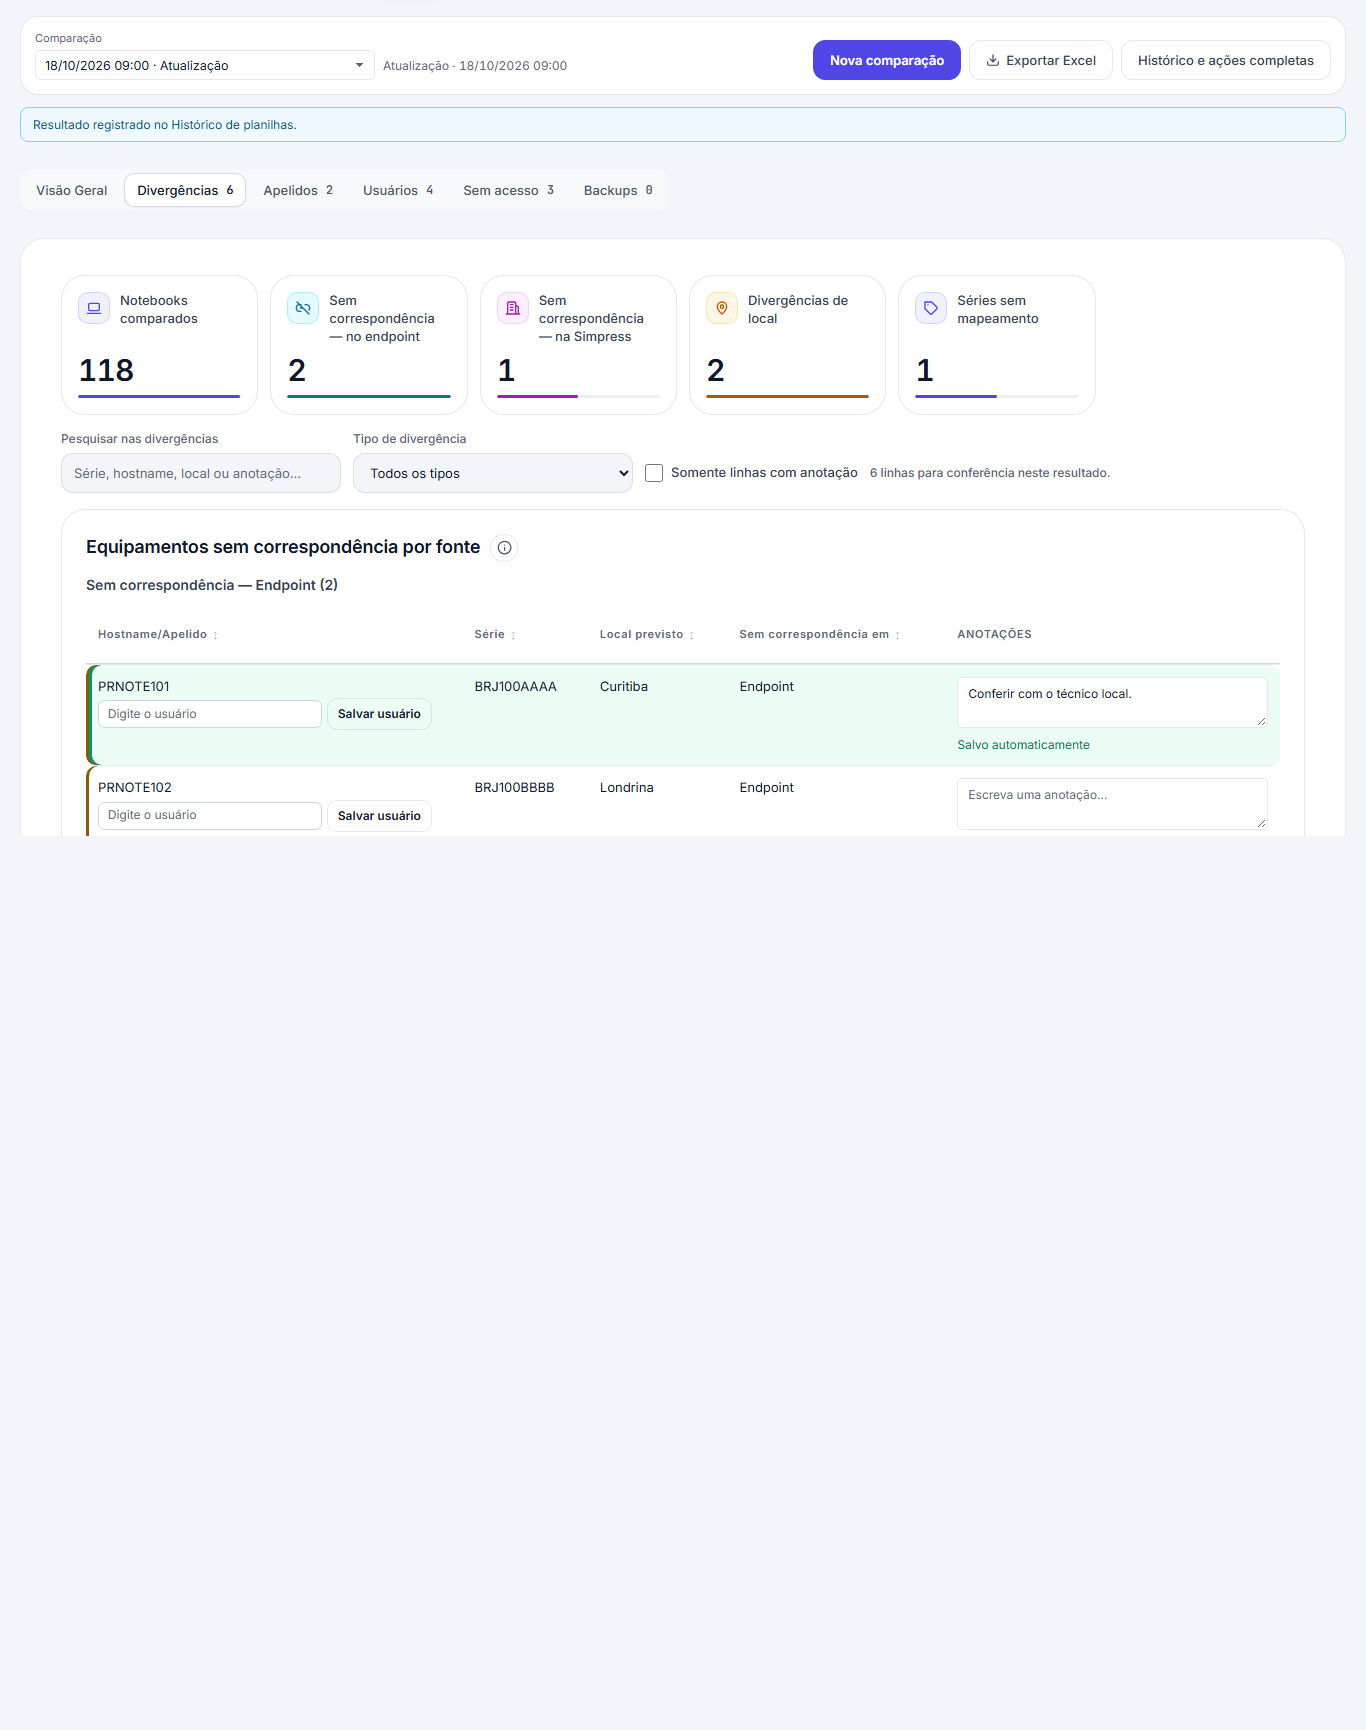 Comparação
18/10/2026 09:00 · Atualização
Atualização · 18/10/2026 09:00
Nova comparação
Exportar Excel
Histórico e ações completas
Resultado registrado no Histórico de planilhas.
Visão Geral
Divergências 6
Apelidos 2
Usuários 4
Sem acesso 3
Backups 0
Notebooks
comparados
118
Sem
correspondência
— no endpoint
2
Sem
correspondência
— na Simpress
1
Divergências de
local
2
Séries sem
mapeamento
1
Pesquisar nas divergências
Série, hostname, local ou anotação...
Tipo de divergência
Todos os tipos
Somente linhas com anotação
6 linhas para conferência neste resultado.
Equipamentos sem correspondência por fonte
Sem correspondência — Endpoint (2)
Hostname/Apelido ↕ Série ↕ Local previsto ↕ Sem correspondência em ↕ ANOTAÇÕES
PRNOTE101 BRJ100AAAA Curitiba Endpoint Conferir com o técnico local.
Digite o usuário Salvar usuário
Salvo automaticamente
PRNOTE102 BRJ100BBBB Londrina Endpoint Escreva uma anotação...
Digite o usuário Salvar usuário